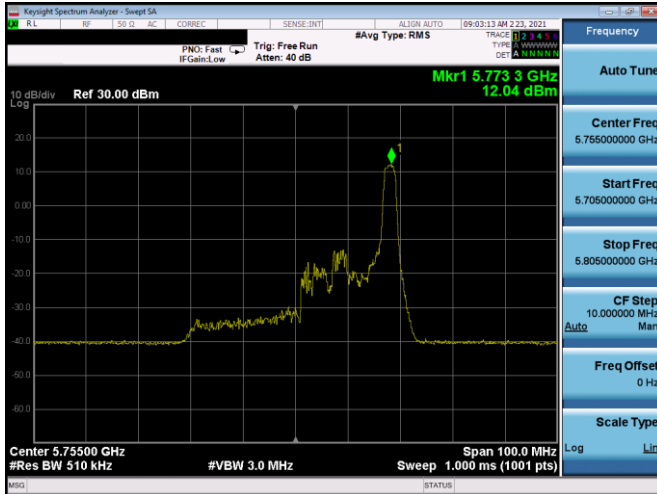 Keysight Spectrum Analyzer - Swept SA
RL RF 50 Ω AC CORREC SENSE:INT ALIGN AUTO 09:03:13 AM 2 23, 2021
PNO: Fast Trig: Free Run #Avg Type: RMS TRACE 1 2 3 4 5 6
IFGain:Low Atten: 40 dB TYPE A WWWWW
DET A N N N N N
Mkr1 5.773 3 GHz
12.04 dBm
10 dB/div Ref 30.00 dBm
Log
20.0
10.0
0.00
-10.0
-20.0
-30.0
-40.0
-50.0
-60.0
1
Center 5.75500 GHz Span 100.0 MHz
#Res BW 510 kHz #VBW 3.0 MHz Sweep 1.000 ms (1001 pts)
MSG STATUS
Frequency
Auto Tune
Center Freq
5.755000000 GHz
Start Freq
5.705000000 GHz
Stop Freq
5.805000000 GHz
CF Step
10.000000 MHz
Auto Man
Freq Offset
0 Hz
Scale Type
Log Lin